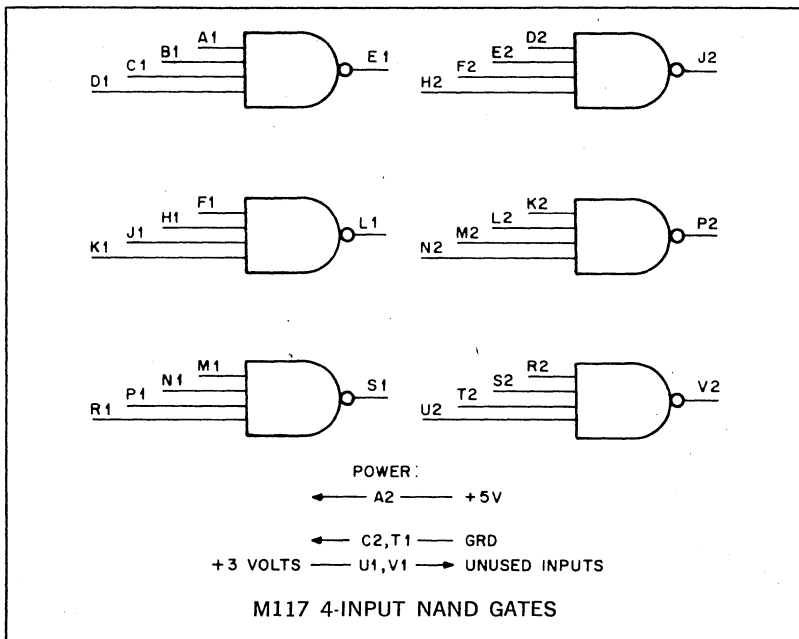 A1
B1
C1
D1
E1
D2
E2
F2
H2
J2
F1
H1
J1
K1
L1
K2
L2
M2
N2
P2
M1
N1
P1
R1
S1
R2
S2
T2
U2
V2
POWER:
A2 +5V
C2,T1 GRD
+3 VOLTS U1,V1 UNUSED INPUTS
M117 4-INPUT NAND GATES